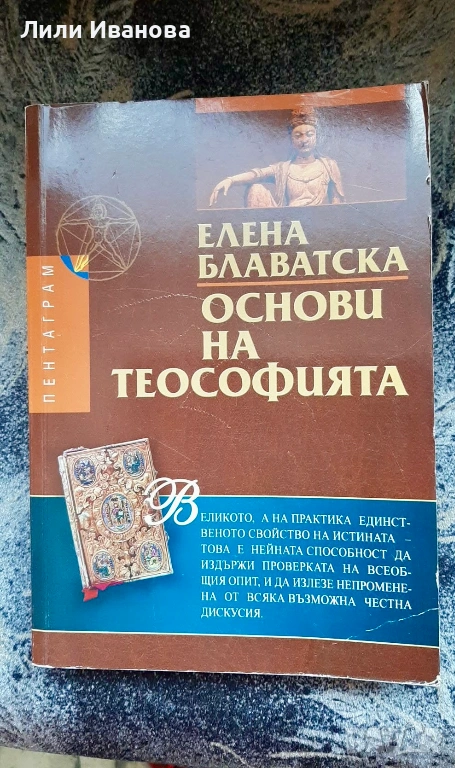 Лили Иванова
ПЕНТАГРАМ
ЕЛЕНА
БЛАВАТСКА
ОСНОВИ
НА
ТЕОСОФИЯТА
ВЕЛИКОТО, А НА ПРАКТИКА ЕДИНСТ-
ВЕНОТО СВОЙСТВО НА ИСТИНАТА –
ТОВА Е НЕЙНАТА СПОСОБНОСТ ДА
ИЗДЪРЖИ ПРОВЕРКАТА НА ВСЕОБ-
ЩИЯ ОПИТ, И ДА ИЗЛЕЗЕ НЕПРОМЕНЕ-
НА ОТ ВСЯКА ВЪЗМОЖНА ЧЕСТНА
ДИСКУСИЯ.